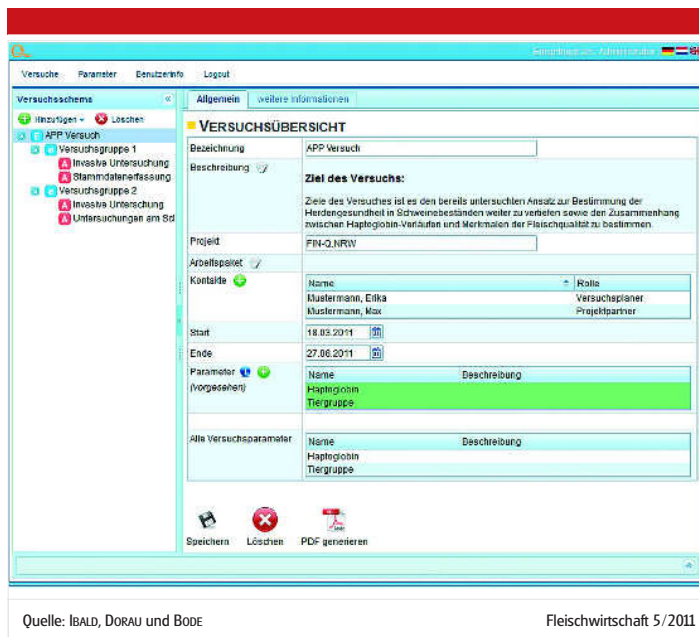 Versuche Parameter Benutzerinfo Logout
Versuchsschema
Hinzufügen Löschen
APP Versuch
Versuchsgruppe 1
Invasive Untersuchung
Stammdatenerfassung
Versuchsgruppe 2
Invasive Unterschung
Untersuchungen am Scl
Allgemein weitere Informationen
VERSUCHSÜBERSICHT
Bezeichnung APP Versuch
Beschreibung
Ziel des Versuchs:
Ziele des Versuches ist es den bereits untersuchten Ansatz zur Bestimmung der
Herdengesundheit in Schweinebeständen weiter zu vertiefen sowie den Zusammenhang
zwischen Haptoglobin-Verläufen und Merkmalen der Fleischqualität zu bestimmen.
Projekt FIN-Q.NRW
Arbeitspaket
Kontakte
Name Rolle
Mustermann, Erika Versuchsplaner
Mustermann, Max Projektpartner
Start 18.03.2011
Ende 27.06.2011
Parameter
(vorgesehen)
Name Beschreibung
Haptoglobin
Tiergruppe
Alle Versuchsparameter
Name Beschreibung
Haptoglobin
Tiergruppe
Speichern Löschen PDF generieren
Quelle: IBALD, DORAU und BODE Fleischwirtschaft 5/2011